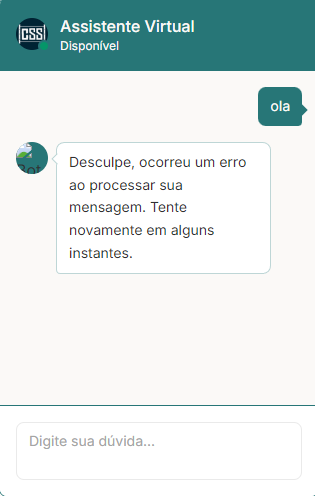 |CSS|
Assistente Virtual
Disponível
ola
Bot
Desculpe, ocorreu um erro
ao processar sua
mensagem. Tente
novamente em alguns
instantes.
Digite sua dúvida...